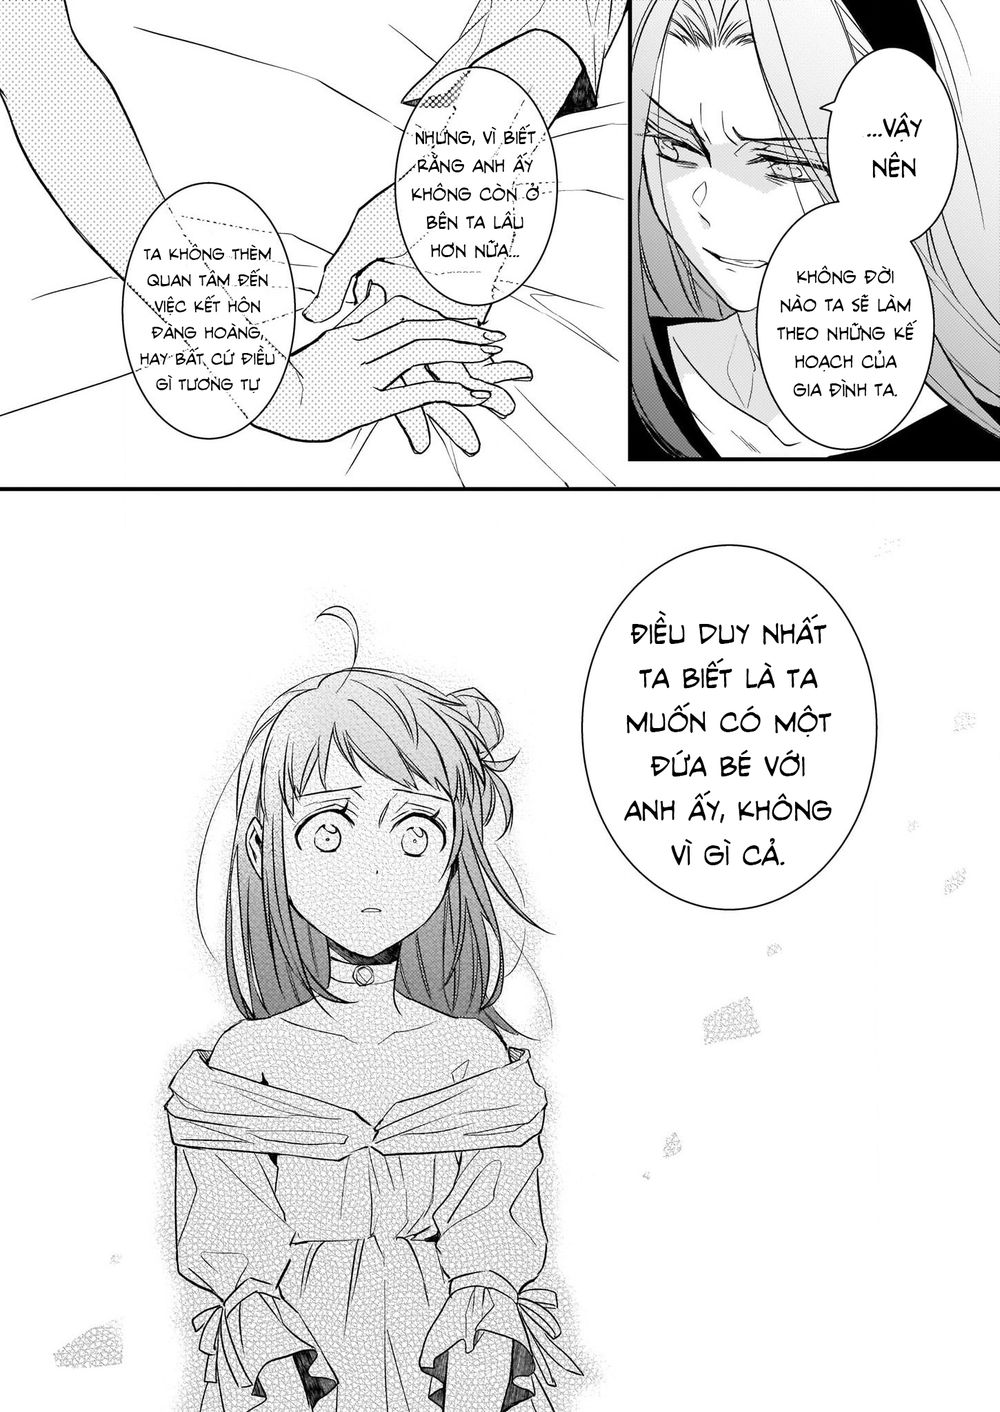 ...VẬY
NÊN
KHÔNG ĐỜI
NÀO TA SẼ LÀM
THEO NHỮNG KẾ
HOẠCH CỦA
GIA ĐÌNH TA.
NHƯNG, VÌ BIẾT
RẰNG ANH ẤY
KHÔNG CÒN Ở
BÊN TA LÂU
HƠN NỮA...
TA KHÔNG THÈM
QUAN TÂM ĐẾN
VIỆC KẾT HÔN
ĐÀNG HOÀNG,
HAY BẤT CỨ ĐIỀU
GÌ TƯƠNG TỰ
ĐIỀU DUY NHẤT
TA BIẾT LÀ TA
MUỐN CÓ MỘT
ĐỨA BÉ VỚI
ANH ẤY, KHÔNG
VÌ GÌ CẢ.